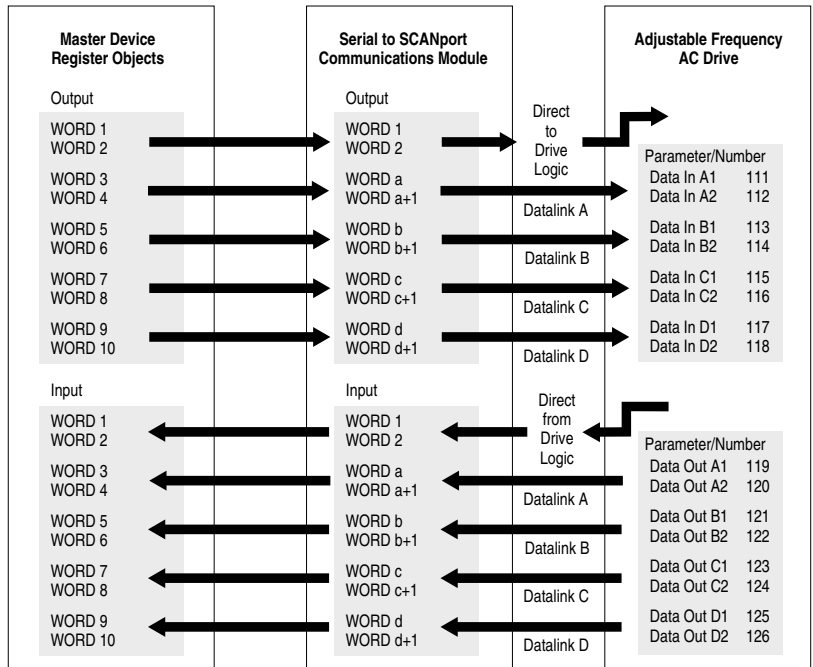 Master Device
Register Objects
Serial to SCANport
Communications Module
Adjustable Frequency
AC Drive
Output
WORD 1
WORD 2
WORD 3
WORD 4
WORD 5
WORD 6
WORD 7
WORD 8
WORD 9
WORD 10
Output
WORD 1
WORD 2
WORD a
WORD a+1
WORD b
WORD b+1
WORD c
WORD c+1
WORD d
WORD d+1
Direct
to
Drive
Logic
Datalink A
Datalink B
Datalink C
Datalink D
Parameter/Number
Data In A1 111
Data In A2 112
Data In B1 113
Data In B2 114
Data In C1 115
Data In C2 116
Data In D1 117
Data In D2 118
Input
WORD 1
WORD 2
WORD 3
WORD 4
WORD 5
WORD 6
WORD 7
WORD 8
WORD 9
WORD 10
Input
WORD 1
WORD 2
WORD a
WORD a+1
WORD b
WORD b+1
WORD c
WORD c+1
WORD d
WORD d+1
Direct
from
Drive
Logic
Datalink A
Datalink B
Datalink C
Datalink D
Parameter/Number
Data Out A1 119
Data Out A2 120
Data Out B1 121
Data Out B2 122
Data Out C1 123
Data Out C2 124
Data Out D1 125
Data Out D2 126